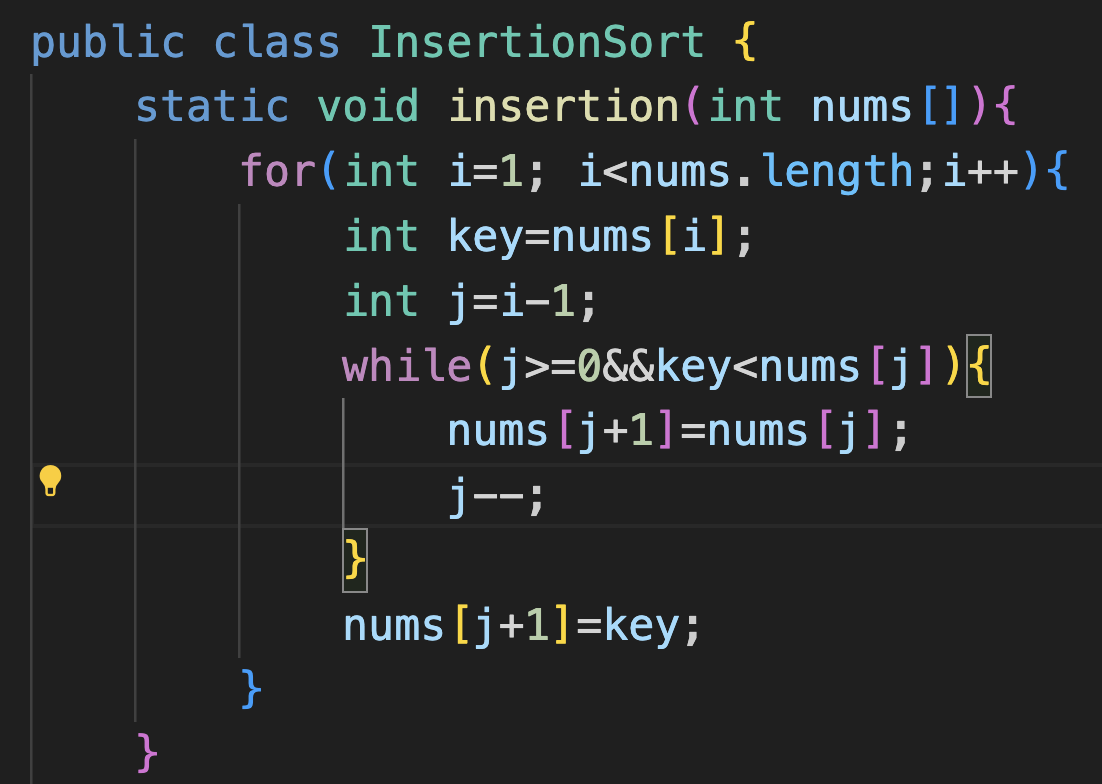 public class InsertionSort {
    static void insertion(int nums[]){
        for(int i=1; i<nums.length;i++){
            int key=nums[i];
            int j=i-1;
            while(j>=0&&key<nums[j]){
                nums[j+1]=nums[j];
                j--;
            }
            nums[j+1]=key;
        }
    }